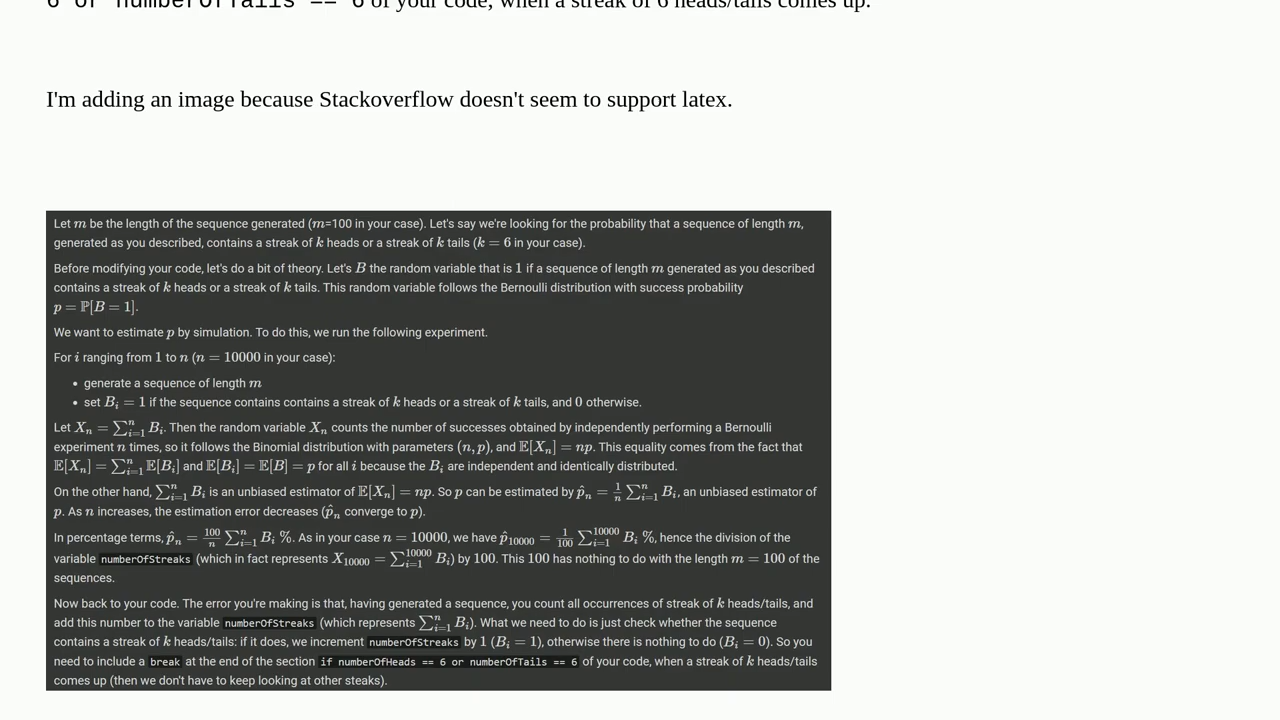 6 or numberOfTails == 6 of your code, when a streak of 6 heads/tails comes up.
I'm adding an image because Stackoverflow doesn't seem to support latex.
Let m be the length of the sequence generated (m=100 in your case). Let's say we're looking for the probability that a sequence of length m,
generated as you described, contains a streak of k heads or a streak of k tails (k = 6 in your case).
Before modifying your code, let's do a bit of theory. Let's B the random variable that is 1 if a sequence of length m generated as you described
contains a streak of k heads or a streak of k tails. This random variable follows the Bernoulli distribution with success probability
p = ℙ[B = 1].
We want to estimate p by simulation. To do this, we run the following experiment.
For i ranging from 1 to n (n = 10000 in your case):
• generate a sequence of length m
• set B_i = 1 if the sequence contains contains a streak of k heads or a streak of k tails, and 0 otherwise.
Let X_n = ∑_{i=1}^n B_i. Then the random variable X_n counts the number of successes obtained by independently performing a Bernoulli
experiment n times, so it follows the Binomial distribution with parameters (n, p), and 𝔼[X_n] = np. This equality comes from the fact that
𝔼[X_n] = ∑_{i=1}^n 𝔼[B_i] and 𝔼[B_i] = 𝔼[B] = p for all i because the B_i are independent and identically distributed.
On the other hand, ∑_{i=1}^n B_i is an unbiased estimator of 𝔼[X_n] = np. So p can be estimated by p̂_n = 1/n ∑_{i=1}^n B_i, an unbiased estimator of
p. As n increases, the estimation error decreases (p̂_n converge to p).
In percentage terms, p̂_n = 100/n ∑_{i=1}^n B_i %. As in your case n = 10000, we have p̂_10000 = 1/100 ∑_{i=1}^{10000} B_i %, hence the division of the
variable numberOfStreaks (which in fact represents X_10000 = ∑_{i=1}^{10000} B_i) by 100. This 100 has nothing to do with the length m = 100 of the
sequences.
Now back to your code. The error you're making is that, having generated a sequence, you count all occurrences of streak of k heads/tails, and
add this number to the variable numberOfStreaks (which represents ∑_{i=1}^n B_i). What we need to do is just check whether the sequence
contains a streak of k heads/tails: if it does, we increment numberOfStreaks by 1 (B_i = 1), otherwise there is nothing to do (B_i = 0). So you
need to include a break at the end of the section if numberOfHeads == 6 or numberOfTails == 6 of your code, when a streak of k heads/tails
comes up (then we don't have to keep looking at other steaks).